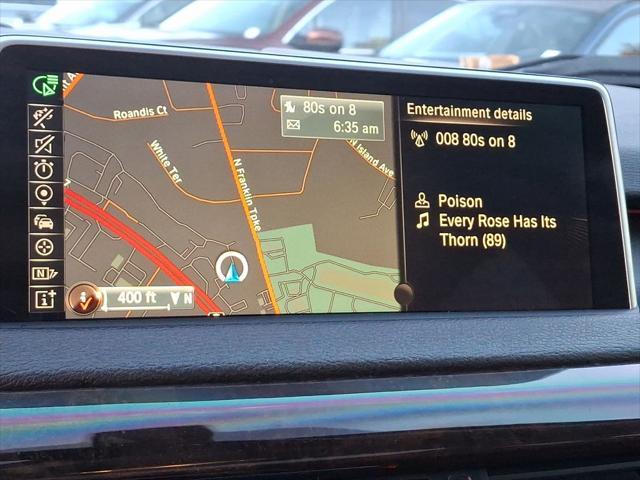 Roandis Ct
White Ter
N Franklin Tpke
N Island Ave
80s on 8
6:35 am
400 ft
N
N
i+
Entertainment details
008 80s on 8
Poison
Every Rose Has Its
Thorn (89)